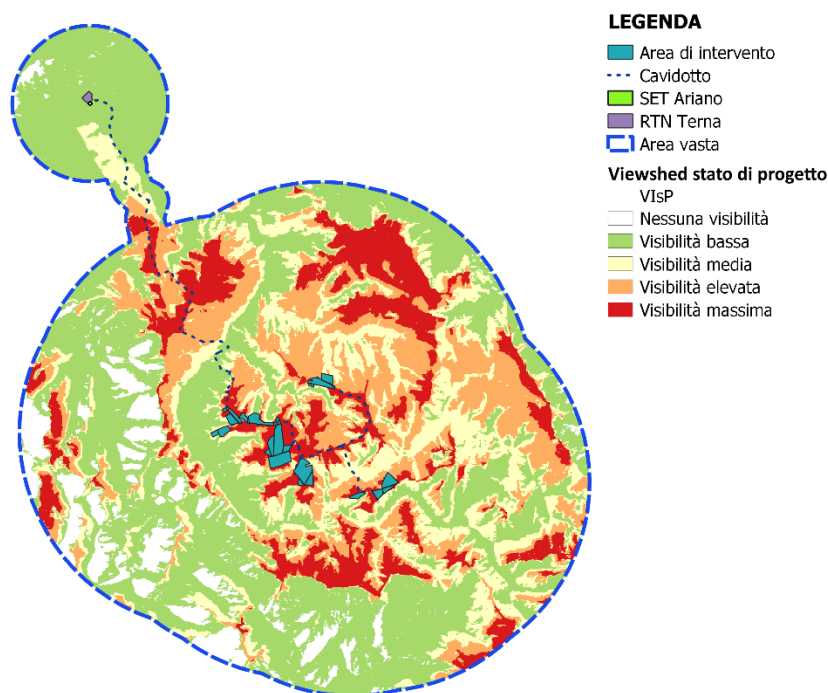 LEGENDA
Area di intervento
Cavidotto
SET Ariano
RTN Terna
Area vasta
Viewshed stato di progetto
VIsP
Nessuna visibilità
Visibilità bassa
Visibilità media
Visibilità elevata
Visibilità massima